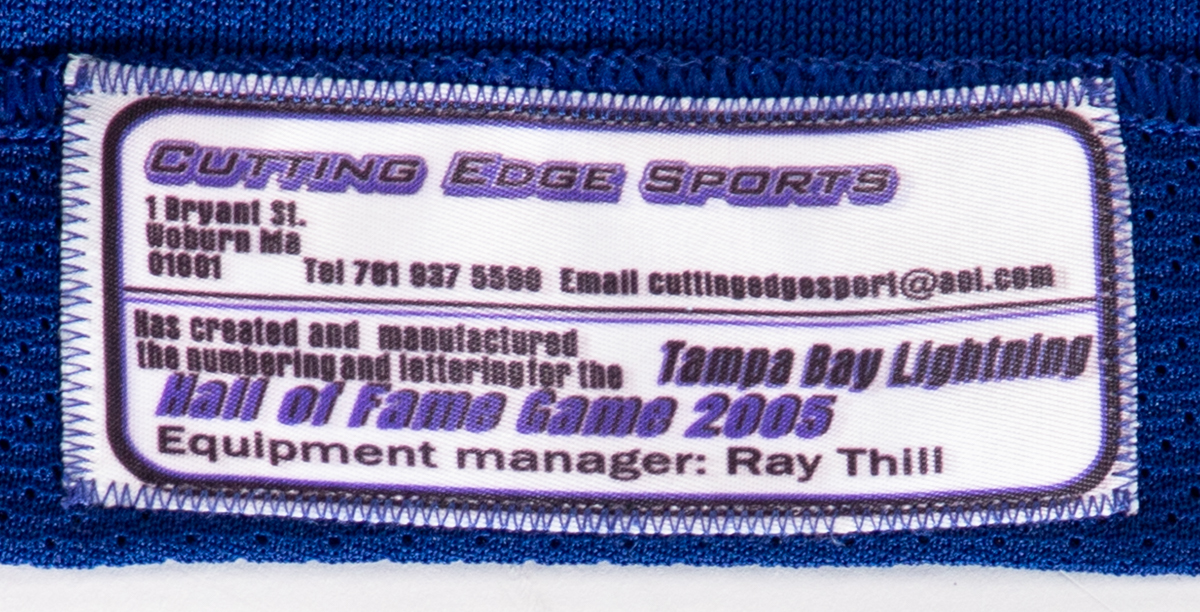 CUTTING EDGE SPORTS
1 Bryant St.
Woburn Ma
01801 Tel 781 937 5599 Email cuttingedgesport@aol.com
Has created and manufactured
the numbering and lettering for the Tampa Bay Lightning
Hall of Fame Game 2005
Equipment manager: Ray Thill